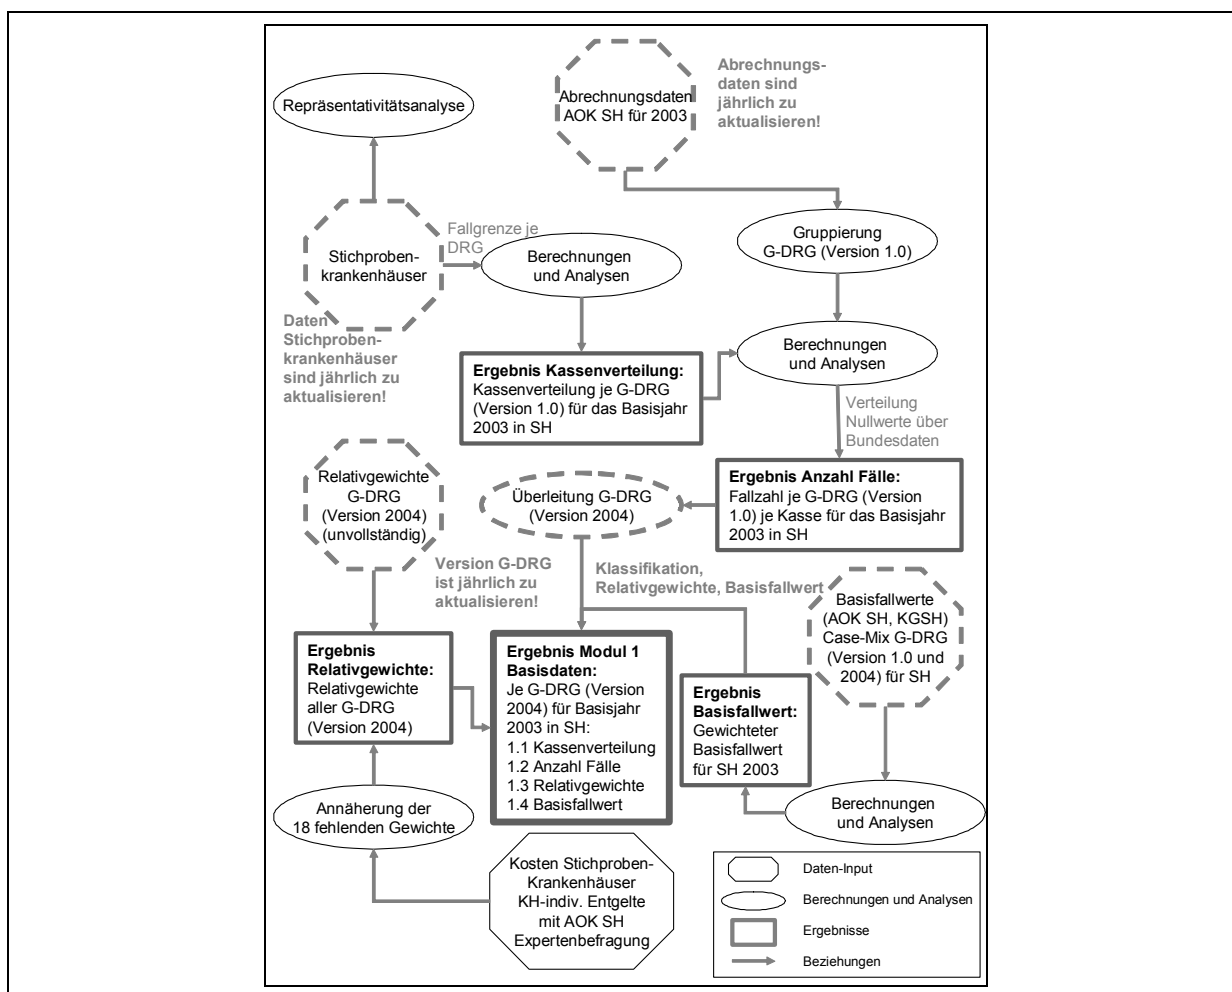 Repräsentativitätsanalyse
Abrechnungsdaten
AOK SH für 2003
Abrechnungs-
daten sind
jährlich zu
aktualisieren!
Stichproben-
krankenhäuser
Fallgrenze je
DRG
Berechnungen
und Analysen
Gruppierung
G-DRG (Version 1.0)
Daten
Stichproben-
krankenhäuser
sind jährlich zu
aktualisieren!
Ergebnis Kassenverteilung:
Kassenverteilung je G-DRG
(Version 1.0) für das Basisjahr
2003 in SH
Berechnungen
und Analysen
Verteilung
Nullwerte über
Bundesdaten
Relativgewichte
G-DRG
(Version 2004)
(unvollständig)
Überleitung G-DRG
(Version 2004)
Ergebnis Anzahl Fälle:
Fallzahl je G-DRG (Version
1.0) je Kasse für das Basisjahr
2003 in SH
Version G-DRG
ist jährlich zu
aktualisieren!
Klassifikation,
Relativgewichte, Basisfallwert
Basisfallwerte
(AOK SH, KGSH)
Case-Mix G-DRG
(Version 1.0 und
2004) für SH
Ergebnis
Relativgewichte:
Relativgewichte
aller G-DRG
(Version 2004)
Ergebnis Modul 1
Basisdaten:
Je G-DRG (Version
2004) für Basisjahr
2003 in SH:
1.1 Kassenverteilung
1.2 Anzahl Fälle
1.3 Relativgewichte
1.4 Basisfallwert
Ergebnis
Basisfallwert:
Gewichteter
Basisfallwert
für SH 2003
Annäherung der
18 fehlenden Gewichte
Berechnungen
und Analysen
Kosten Stichproben-
Krankenhäuser
KH-indiv. Entgelte
mit AOK SH
Expertenbefragung
Daten-Input
Berechnungen und Analysen
Ergebnisse
Beziehungen